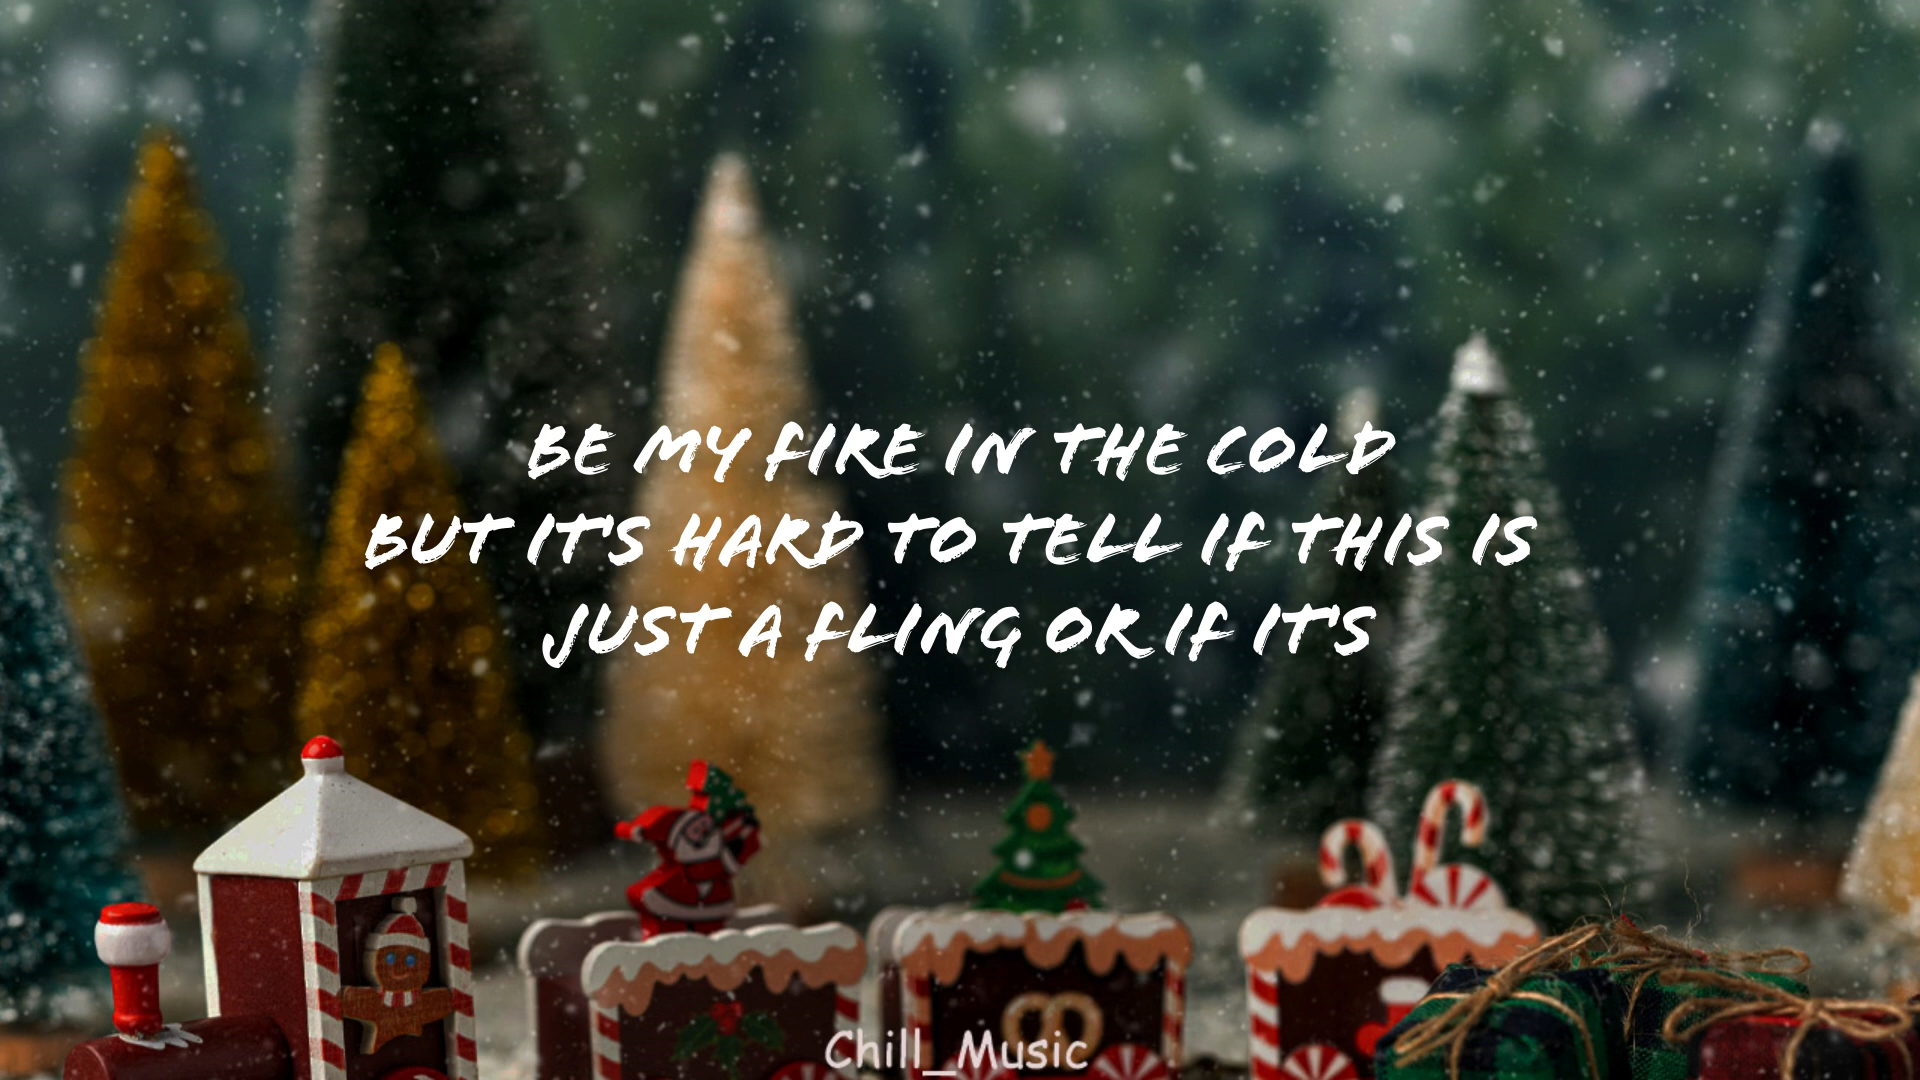 BE MY FIRE IN THE COLD
BUT IT'S HARD TO TELL IF THIS IS
JUST A FLING OR IF IT'S
Chill_Music